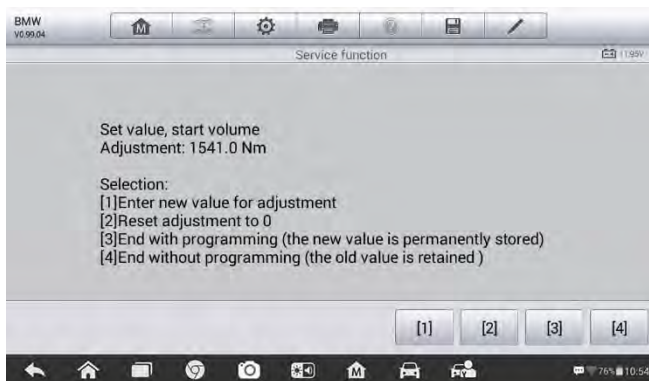 BMW
V0.99.04
Service function
11.95V
Set value, start volume
Adjustment: 1541.0 Nm
Selection:
[1]Enter new value for adjustment
[2]Reset adjustment to 0
[3]End with programming (the new value is permanently stored)
[4]End without programming (the old value is retained )
[1] [2] [3] [4]
76% 10:54